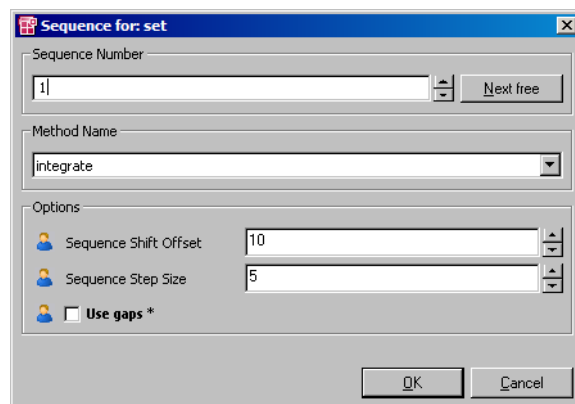 Sequence for: set
Sequence Number
1
Next free
Method Name
integrate
Options
Sequence Shift Offset 10
Sequence Step Size 5
Use gaps *
OK Cancel